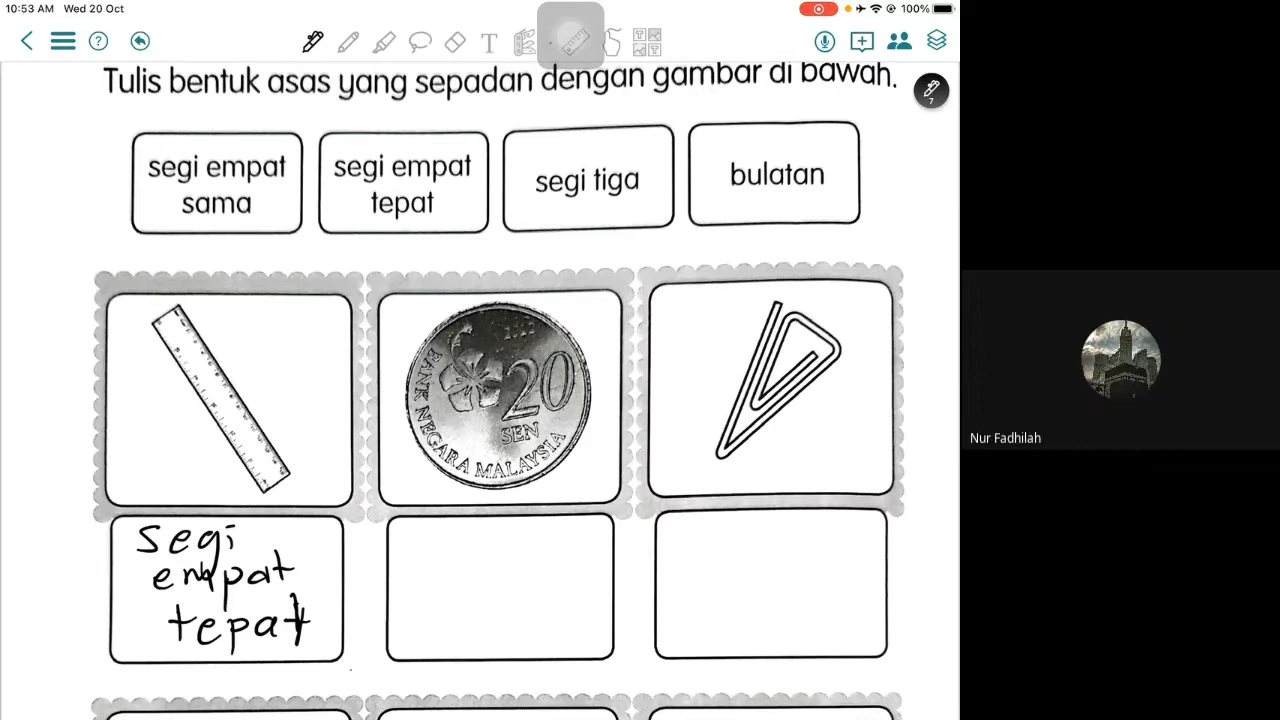 10:53 AM Wed 20 Oct
100%
T
Tulis bentuk asas yang sepadan dengan gambar di bawah.
7
segi empat
sama
segi empat
tepat
segi tiga
bulatan
20
SEN
BANK NEGARA MALAYSIA
segi
empat
tepat
Nur Fadhilah